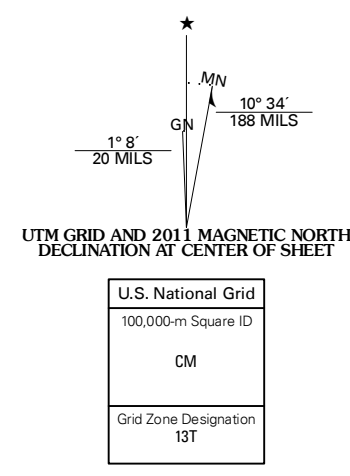 ★
MN
GN
10° 34´
188 MILS
1° 8´
20 MILS
UTM GRID AND 2011 MAGNETIC NORTH
DECLINATION AT CENTER OF SHEET
U.S. National Grid
100,000-m Square ID
CM
Grid Zone Designation
13T